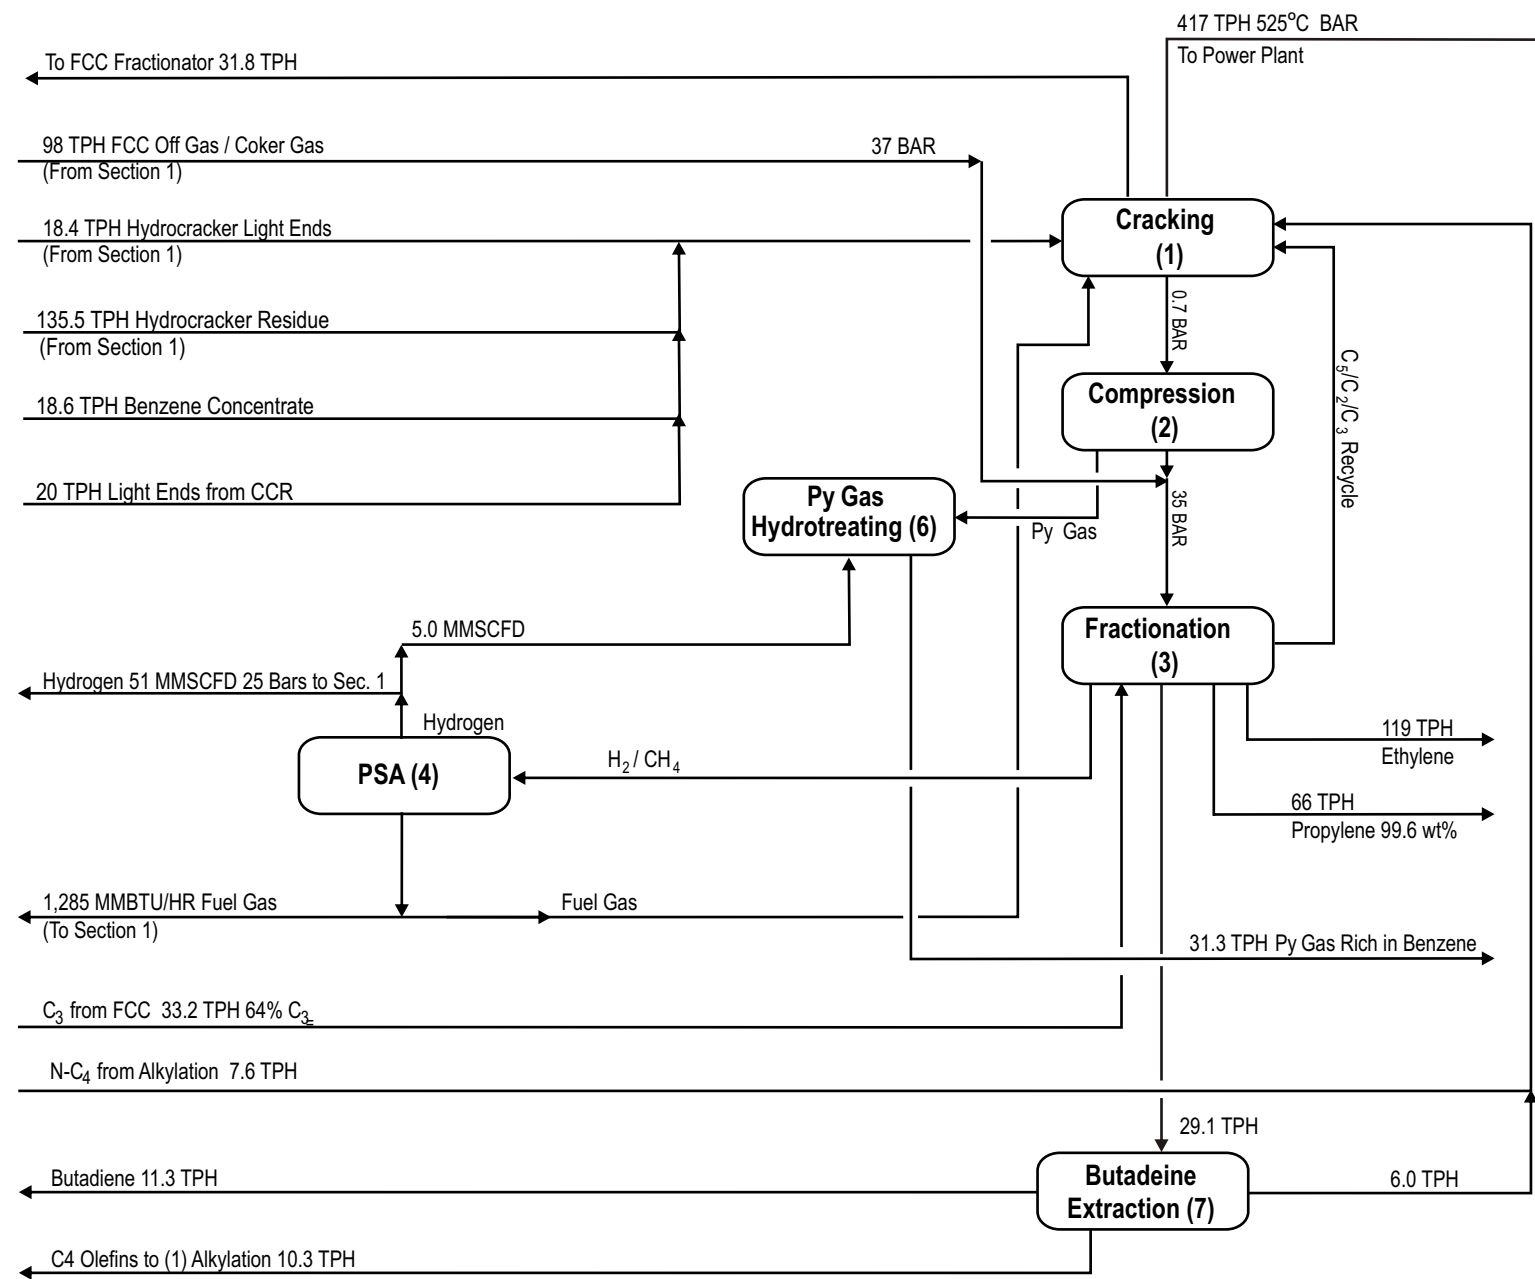 417 TPH 525°C BAR
To Power Plant
To FCC Fractionator 31.8 TPH
98 TPH FCC Off Gas / Coker Gas
(From Section 1)
37 BAR
18.4 TPH Hydrocracker Light Ends
(From Section 1)
Cracking
(1)
135.5 TPH Hydrocracker Residue
(From Section 1)
0.7 BAR
C5/C2/C3 Recycle
18.6 TPH Benzene Concentrate
Compression
(2)
20 TPH Light Ends from CCR
Py Gas
Hydrotreating (6)
35 BAR
Py Gas
5.0 MMSCFD
Fractionation
(3)
Hydrogen 51 MMSCFD 25 Bars to Sec. 1
Hydrogen
PSA (4)
H2 / CH4
119 TPH
Ethylene
66 TPH
Propylene 99.6 wt%
1,285 MMBTU/HR Fuel Gas
(To Section 1)
Fuel Gas
31.3 TPH Py Gas Rich in Benzene
C3 from FCC 33.2 TPH 64% C3=
N-C4 from Alkylation 7.6 TPH
29.1 TPH
Butadeine
Extraction (7)
Butadiene 11.3 TPH
6.0 TPH
C4 Olefins to (1) Alkylation 10.3 TPH